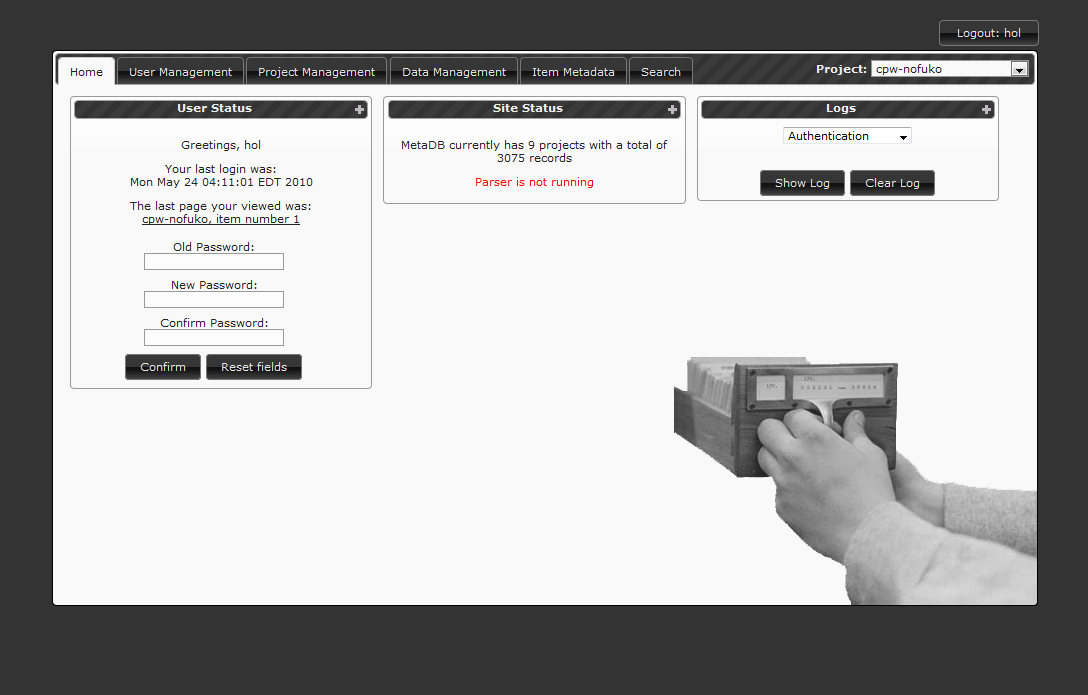 Logout: hol
Home
User Management
Project Management
Data Management
Item Metadata
Search
Project:
cpw-nofuko
User Status
Greetings, hol
Your last login was:
Mon May 24 04:11:01 EDT 2010
The last page your viewed was:
cpw-nofuko, item number 1
Old Password:
New Password:
Confirm Password:
Confirm
Reset fields
Site Status
MetaDB currently has 9 projects with a total of
3075 records
Parser is not running
Logs
Authentication
Show Log
Clear Log